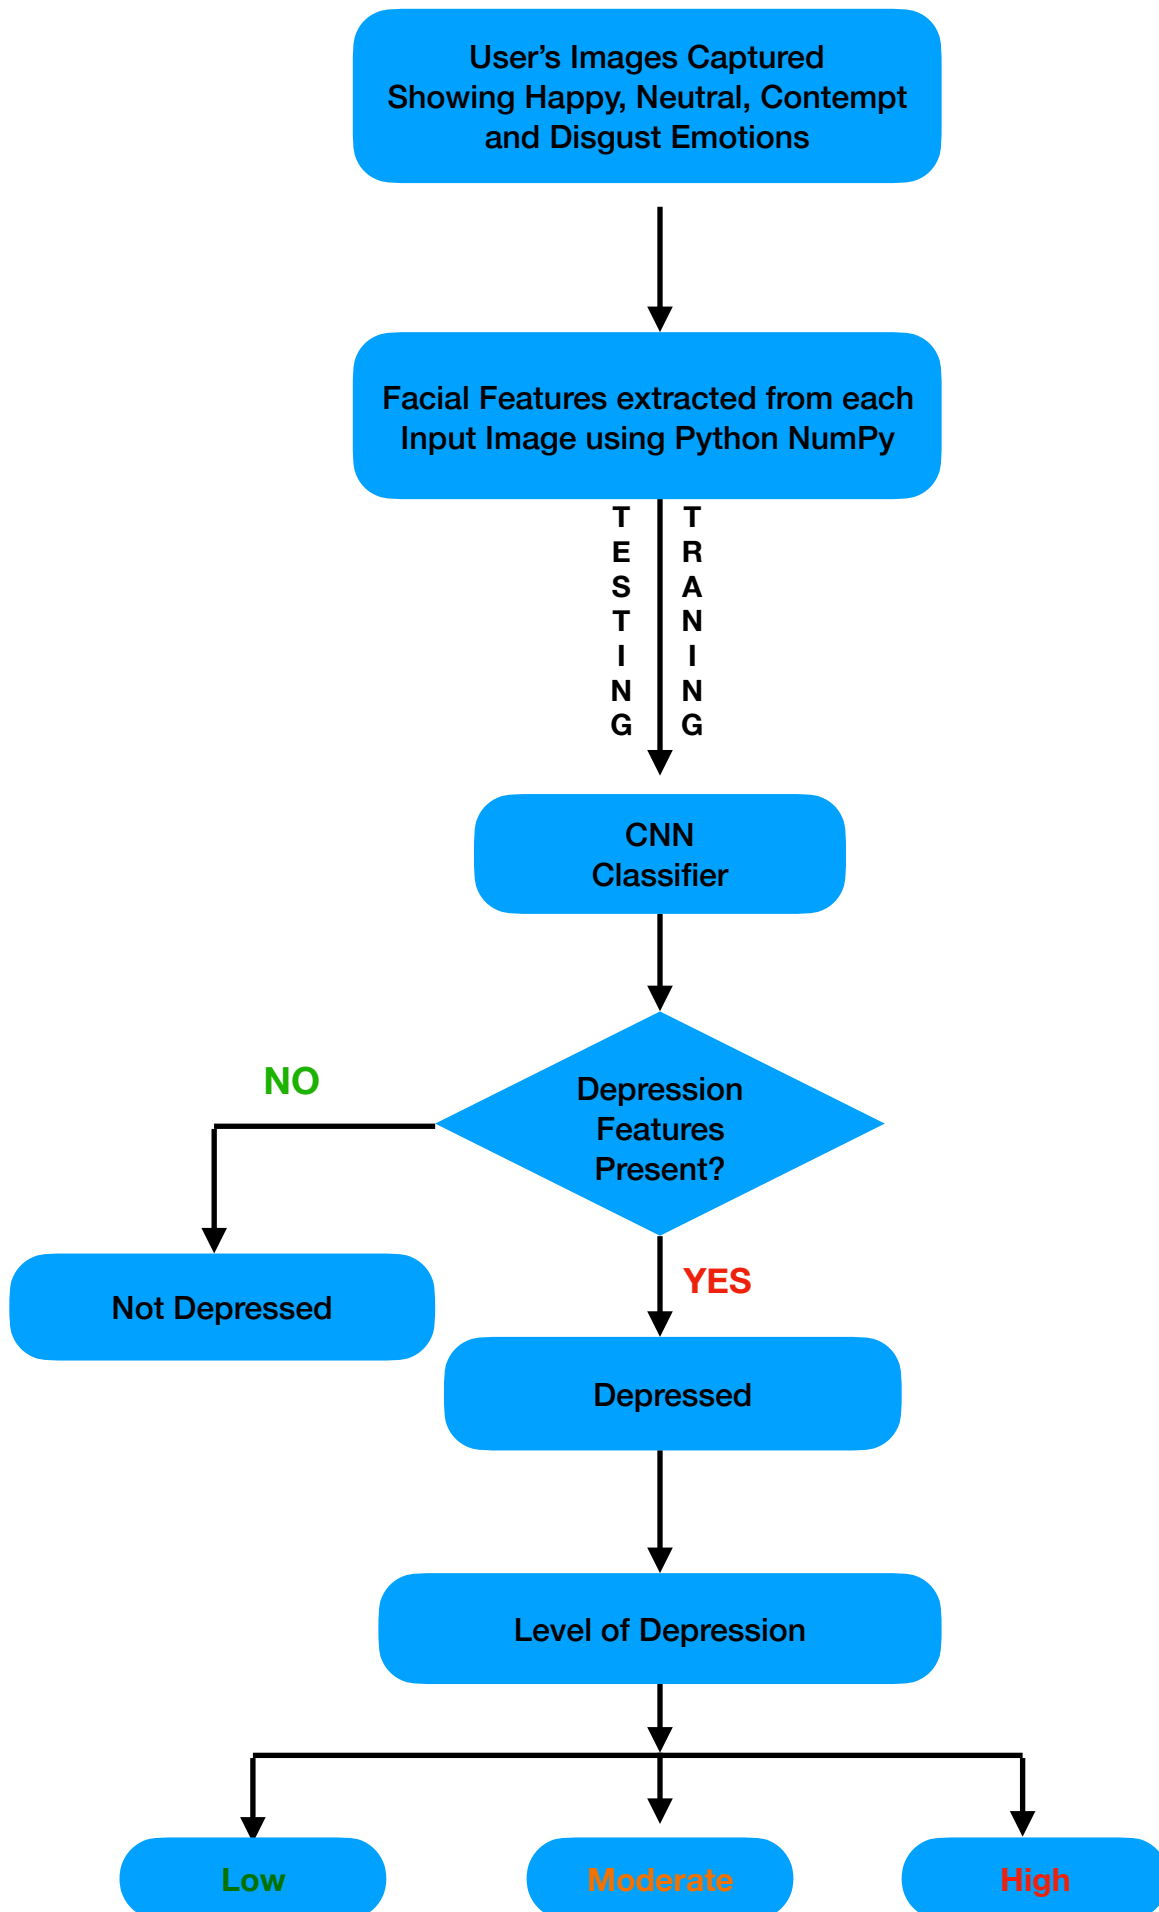 User's Images Captured
Showing Happy, Neutral, Contempt
and Disgust Emotions
Facial Features extracted from each
Input Image using Python NumPy
TESTING
TRANING
CNN
Classifier
Depression
Features
Present?
NO
YES
Not Depressed
Depressed
Level of Depression
Low
Moderate
High